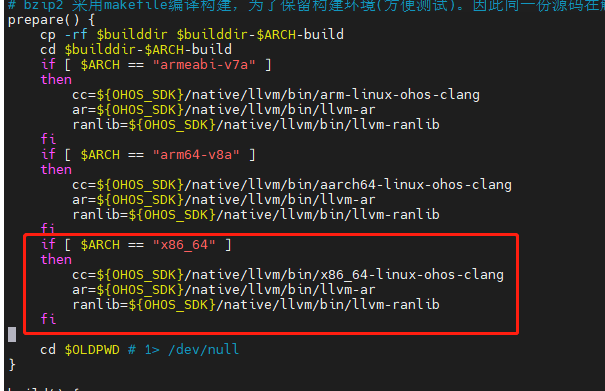 # bzip2 采用makefile编译构建，为了保留构建环境(方便测试)。因此同一份源码在
prepare() {
    cp -rf $builddir $builddir-$ARCH-build
    cd $builddir-$ARCH-build
    if [ $ARCH == "armeabi-v7a" ]
    then
        cc=${OHOS_SDK}/native/llvm/bin/arm-linux-ohos-clang
        ar=${OHOS_SDK}/native/llvm/bin/llvm-ar
        ranlib=${OHOS_SDK}/native/llvm/bin/llvm-ranlib
    fi
    if [ $ARCH == "arm64-v8a" ]
    then
        cc=${OHOS_SDK}/native/llvm/bin/aarch64-linux-ohos-clang
        ar=${OHOS_SDK}/native/llvm/bin/llvm-ar
        ranlib=${OHOS_SDK}/native/llvm/bin/llvm-ranlib
    fi
    if [ $ARCH == "x86_64" ]
    then
        cc=${OHOS_SDK}/native/llvm/bin/x86_64-linux-ohos-clang
        ar=${OHOS_SDK}/native/llvm/bin/llvm-ar
        ranlib=${OHOS_SDK}/native/llvm/bin/llvm-ranlib
    fi
    cd $OLDPWD # 1> /dev/null
}